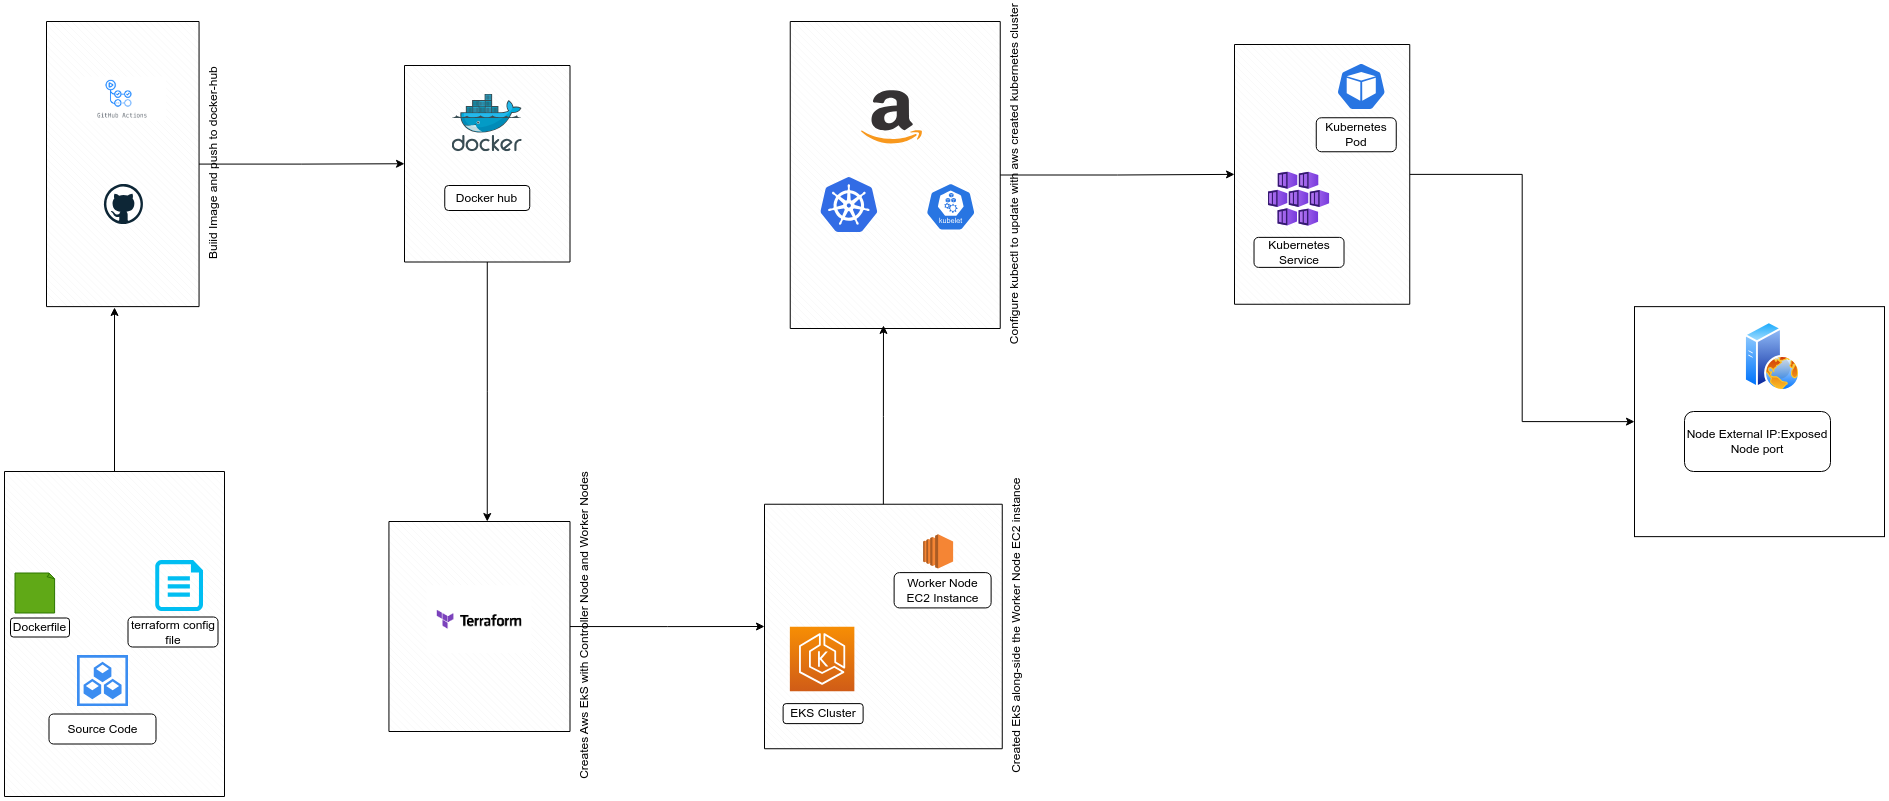 GitHub Actions
Build Image and push to docker-hub
docker
Docker hub
a
kubelet
Configure kubectl to update with aws created kubernetes cluster
Kubernetes
Pod
Kubernetes
Service
Node External IP:Exposed
Node port
Dockerfile
terraform config
file
Source Code
Terraform
Creates Aws EkS with Controller Node and Worker Nodes
Worker Node
EC2 Instance
K
EKS Cluster
Created EkS along-side the Worker Node EC2 instance